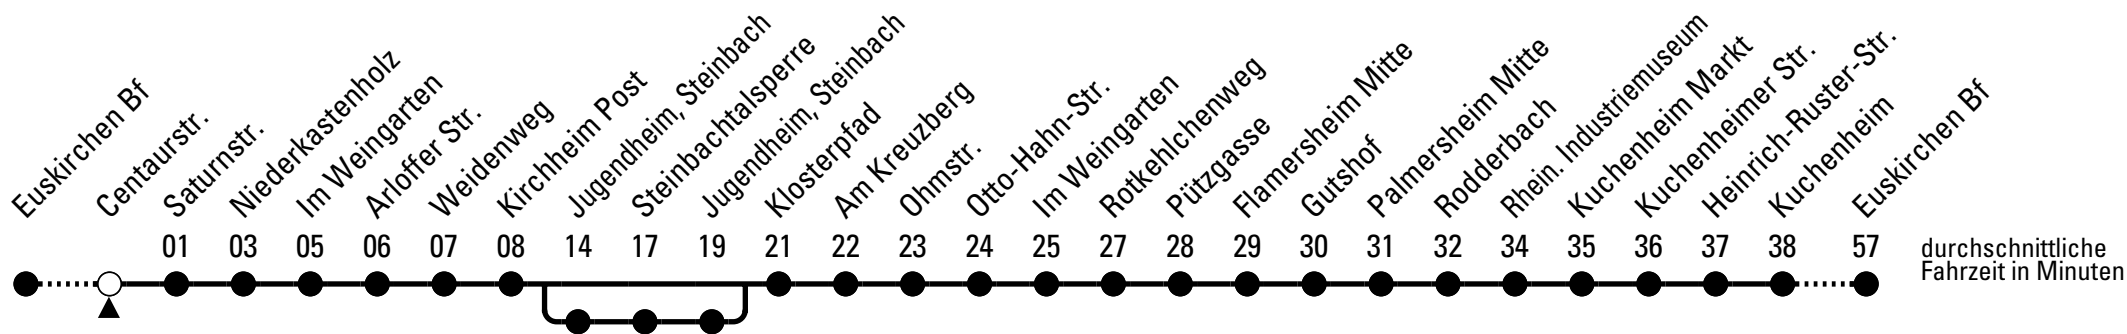 Euskirchen Bf
Centaurstr.
Saturnstr.
Niederkastenholz
Im Weingarten
Arloffer Str.
Weidenweg
Kirchheim Post
Jugendheim, Steinbach
Steinbachtalsperre
Jugendheim, Steinbach
Klosterpfad
Am Kreuzberg
Ohmstr.
Otto-Hahn-Str.
Im Weingarten
Rotkehlchenweg
Pützgasse
Flamersheim Mitte
Gutshof
Palmersheim Mitte
Rodderbach
Rhein. Industriemuseum
Kuchenheim Markt
Kuchenheimer Str.
Heinrich-Ruster-Str.
Kuchenheim
Euskirchen Bf
01 03 05 06 07 08 14 17 19 21 22 23 24 25 27 28 29 30 31 32 34 35 36 37 38 57
durchschnittliche
Fahrzeit in Minuten